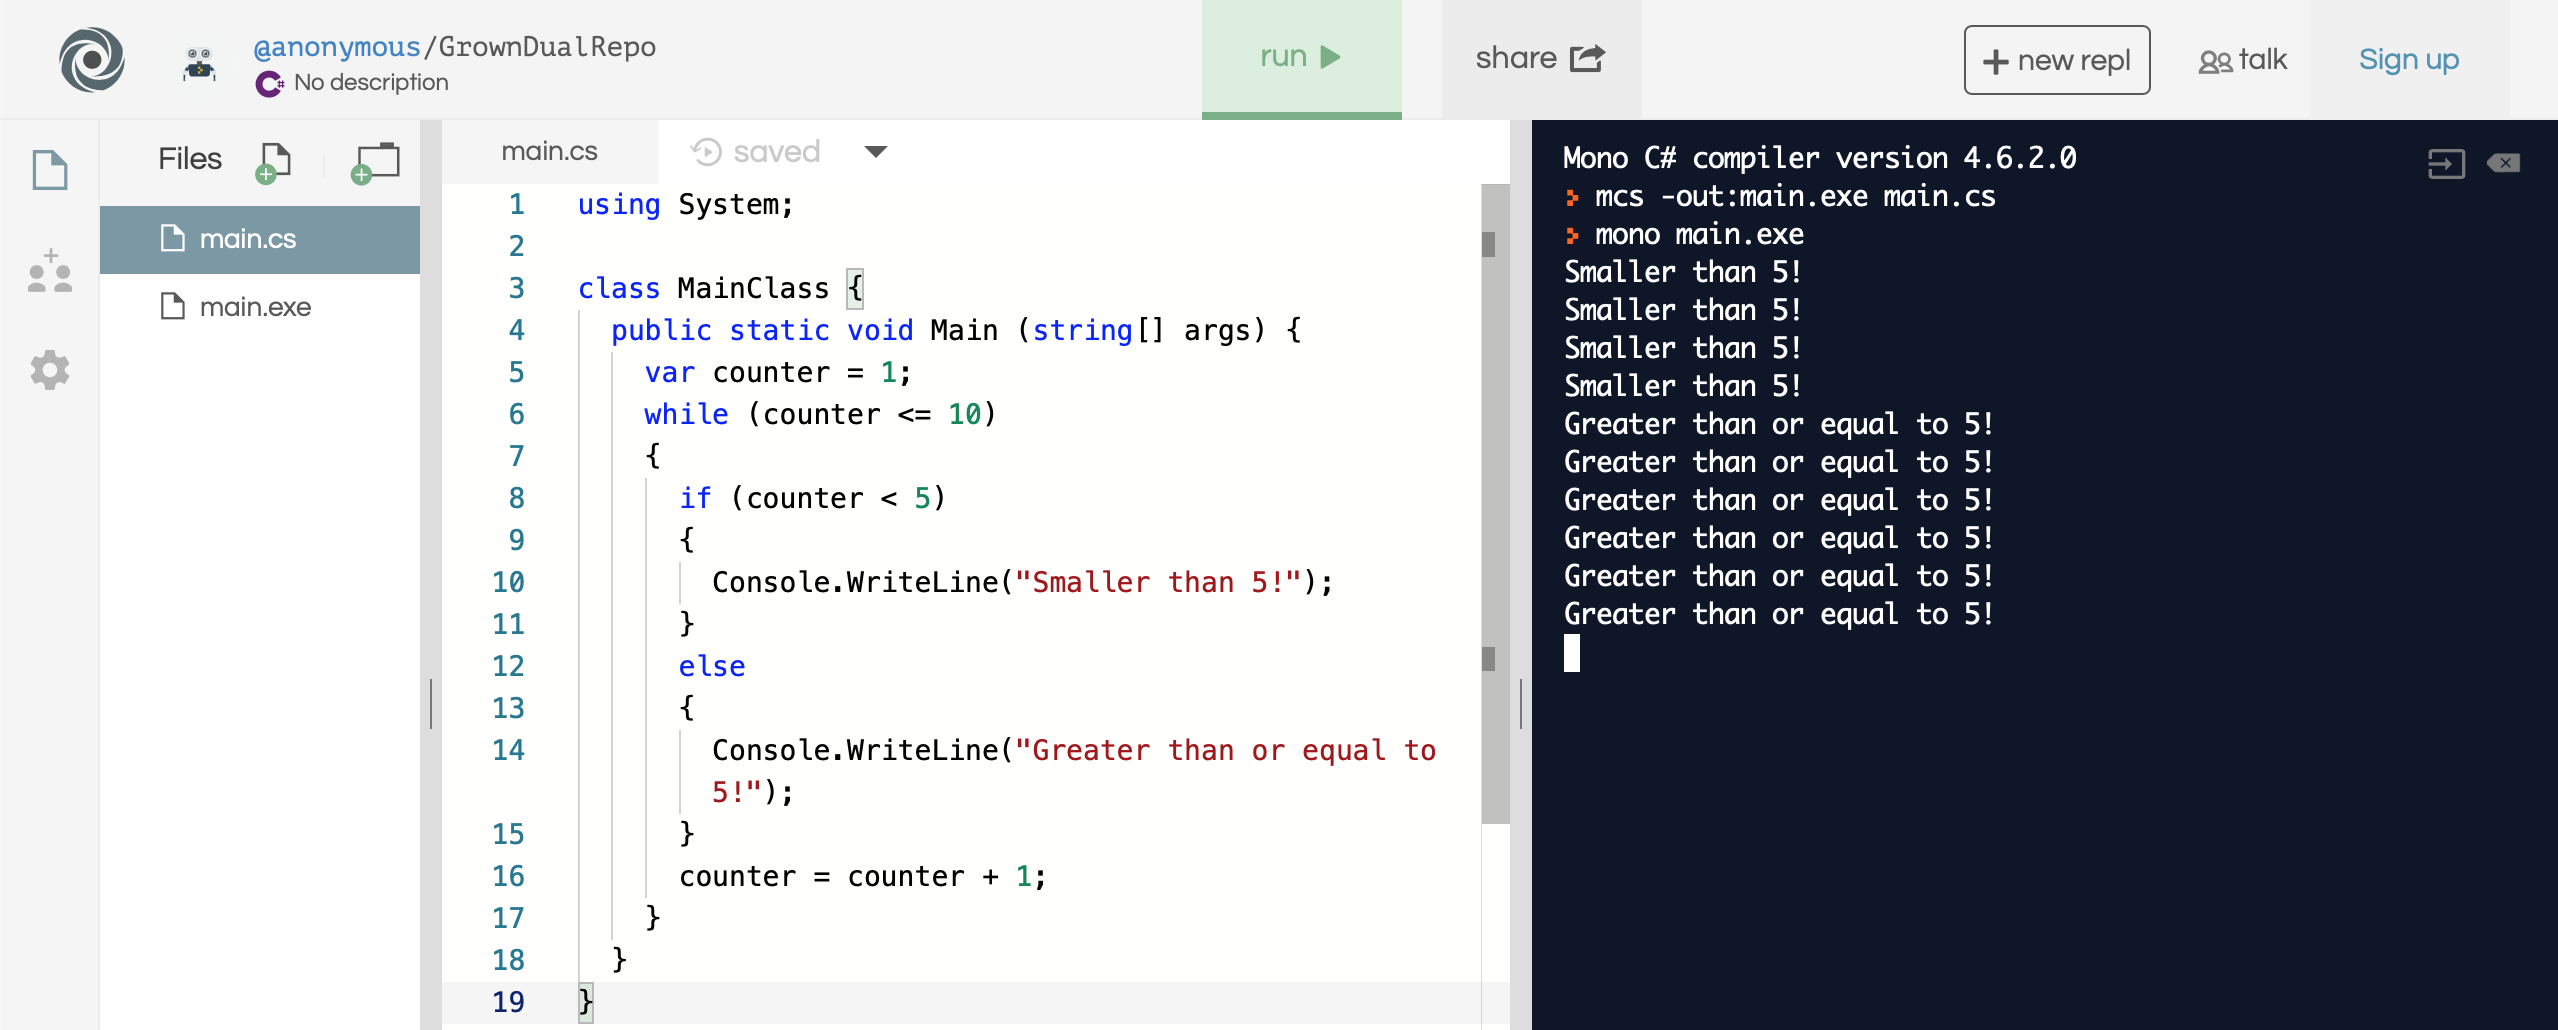 @anonymous/GrownDualRepo
C# No description
run
share
+ new repl
talk
Sign up
Files
main.cs
main.exe
main.cs
saved
1 using System;
2
3 class MainClass {
4 public static void Main (string[] args) {
5 var counter = 1;
6 while (counter <= 10)
7 {
8 if (counter < 5)
9 {
10 Console.WriteLine("Smaller than 5!");
11 }
12 else
13 {
14 Console.WriteLine("Greater than or equal to
5!");
15 }
16 counter = counter + 1;
17 }
18 }
19 }
Mono C# compiler version 4.6.2.0
mcs -out:main.exe main.cs
mono main.exe
Smaller than 5!
Smaller than 5!
Smaller than 5!
Smaller than 5!
Greater than or equal to 5!
Greater than or equal to 5!
Greater than or equal to 5!
Greater than or equal to 5!
Greater than or equal to 5!
Greater than or equal to 5!